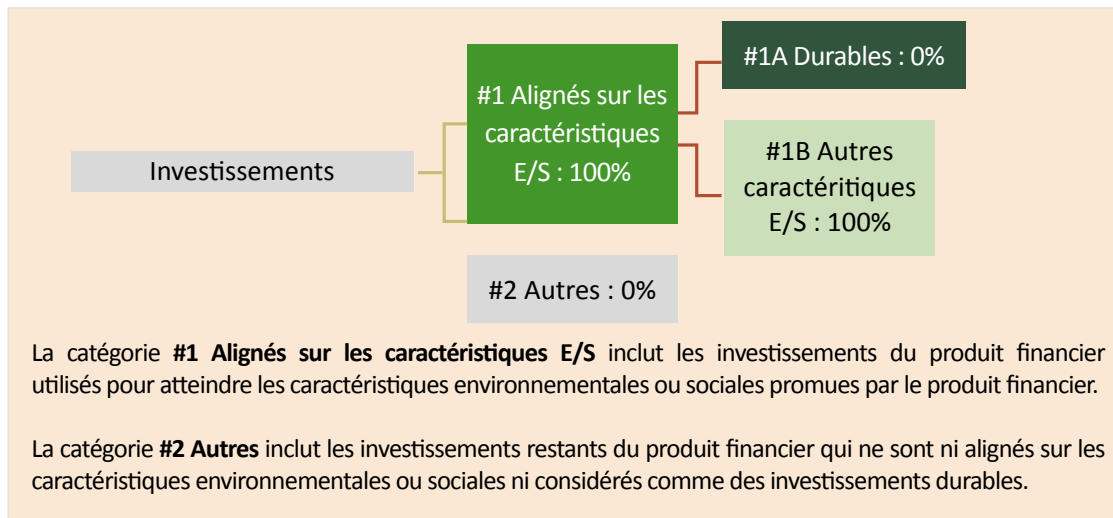 #1A Durables : 0%
#1 Alignés sur les
caractéristiques
E/S : 100%
Investissements
#1B Autres
caractéritiques
E/S : 100%
#2 Autres : 0%
La catégorie #1 Alignés sur les caractéristiques E/S inclut les investissements du produit financier
utilisés pour atteindre les caractéristiques environnementales ou sociales promues par le produit financier.
La catégorie #2 Autres inclut les investissements restants du produit financier qui ne sont ni alignés sur les
caractéristiques environnementales ou sociales ni considérés comme des investissements durables.